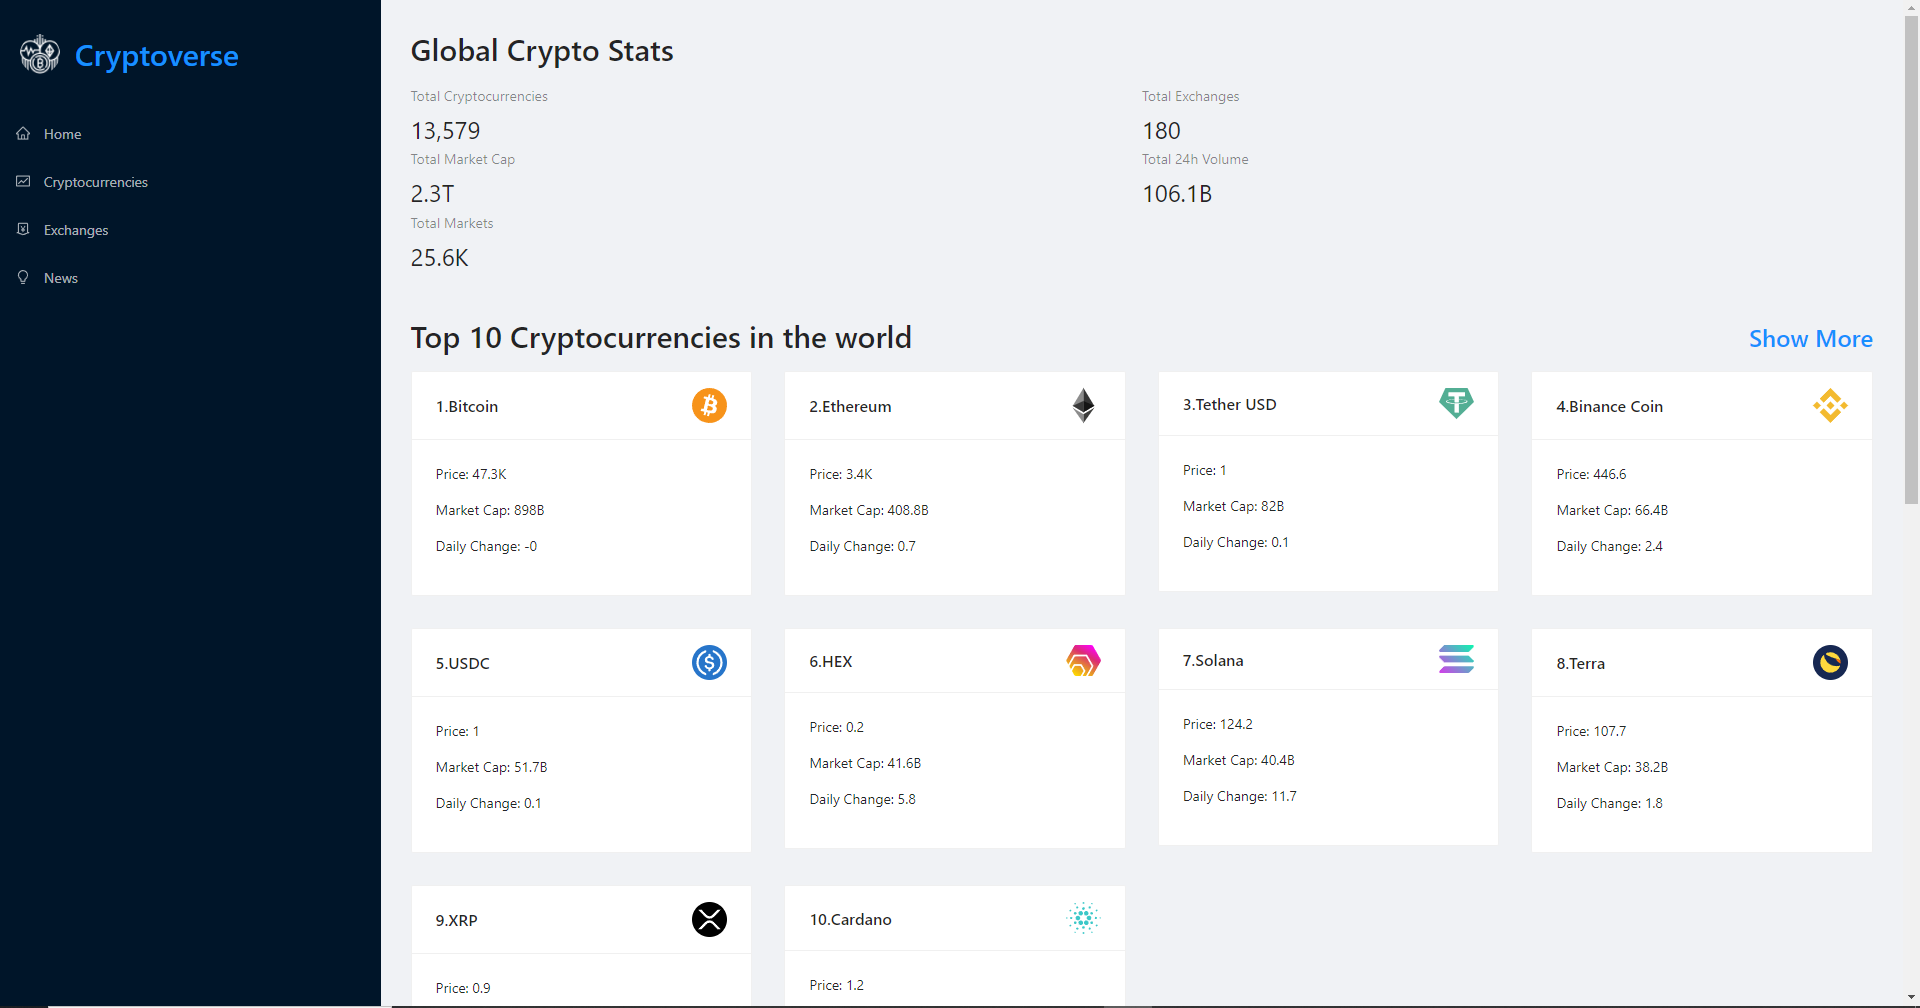 Cryptoverse
Home
Cryptocurrencies
Exchanges
News
Global Crypto Stats
Total Cryptocurrencies
13,579
Total Exchanges
180
Total Market Cap
2.3T
Total 24h Volume
106.1B
Total Markets
25.6K
Top 10 Cryptocurrencies in the world
Show More
1.Bitcoin
Price: 47.3K
Market Cap: 898B
Daily Change: -0
2.Ethereum
Price: 3.4K
Market Cap: 408.8B
Daily Change: 0.7
3.Tether USD
Price: 1
Market Cap: 82B
Daily Change: 0.1
4.Binance Coin
Price: 446.6
Market Cap: 66.4B
Daily Change: 2.4
5.USDC
Price: 1
Market Cap: 51.7B
Daily Change: 0.1
6.HEX
Price: 0.2
Market Cap: 41.6B
Daily Change: 5.8
7.Solana
Price: 124.2
Market Cap: 40.4B
Daily Change: 11.7
8.Terra
Price: 107.7
Market Cap: 38.2B
Daily Change: 1.8
9.XRP
Price: 0.9
10.Cardano
Price: 1.2